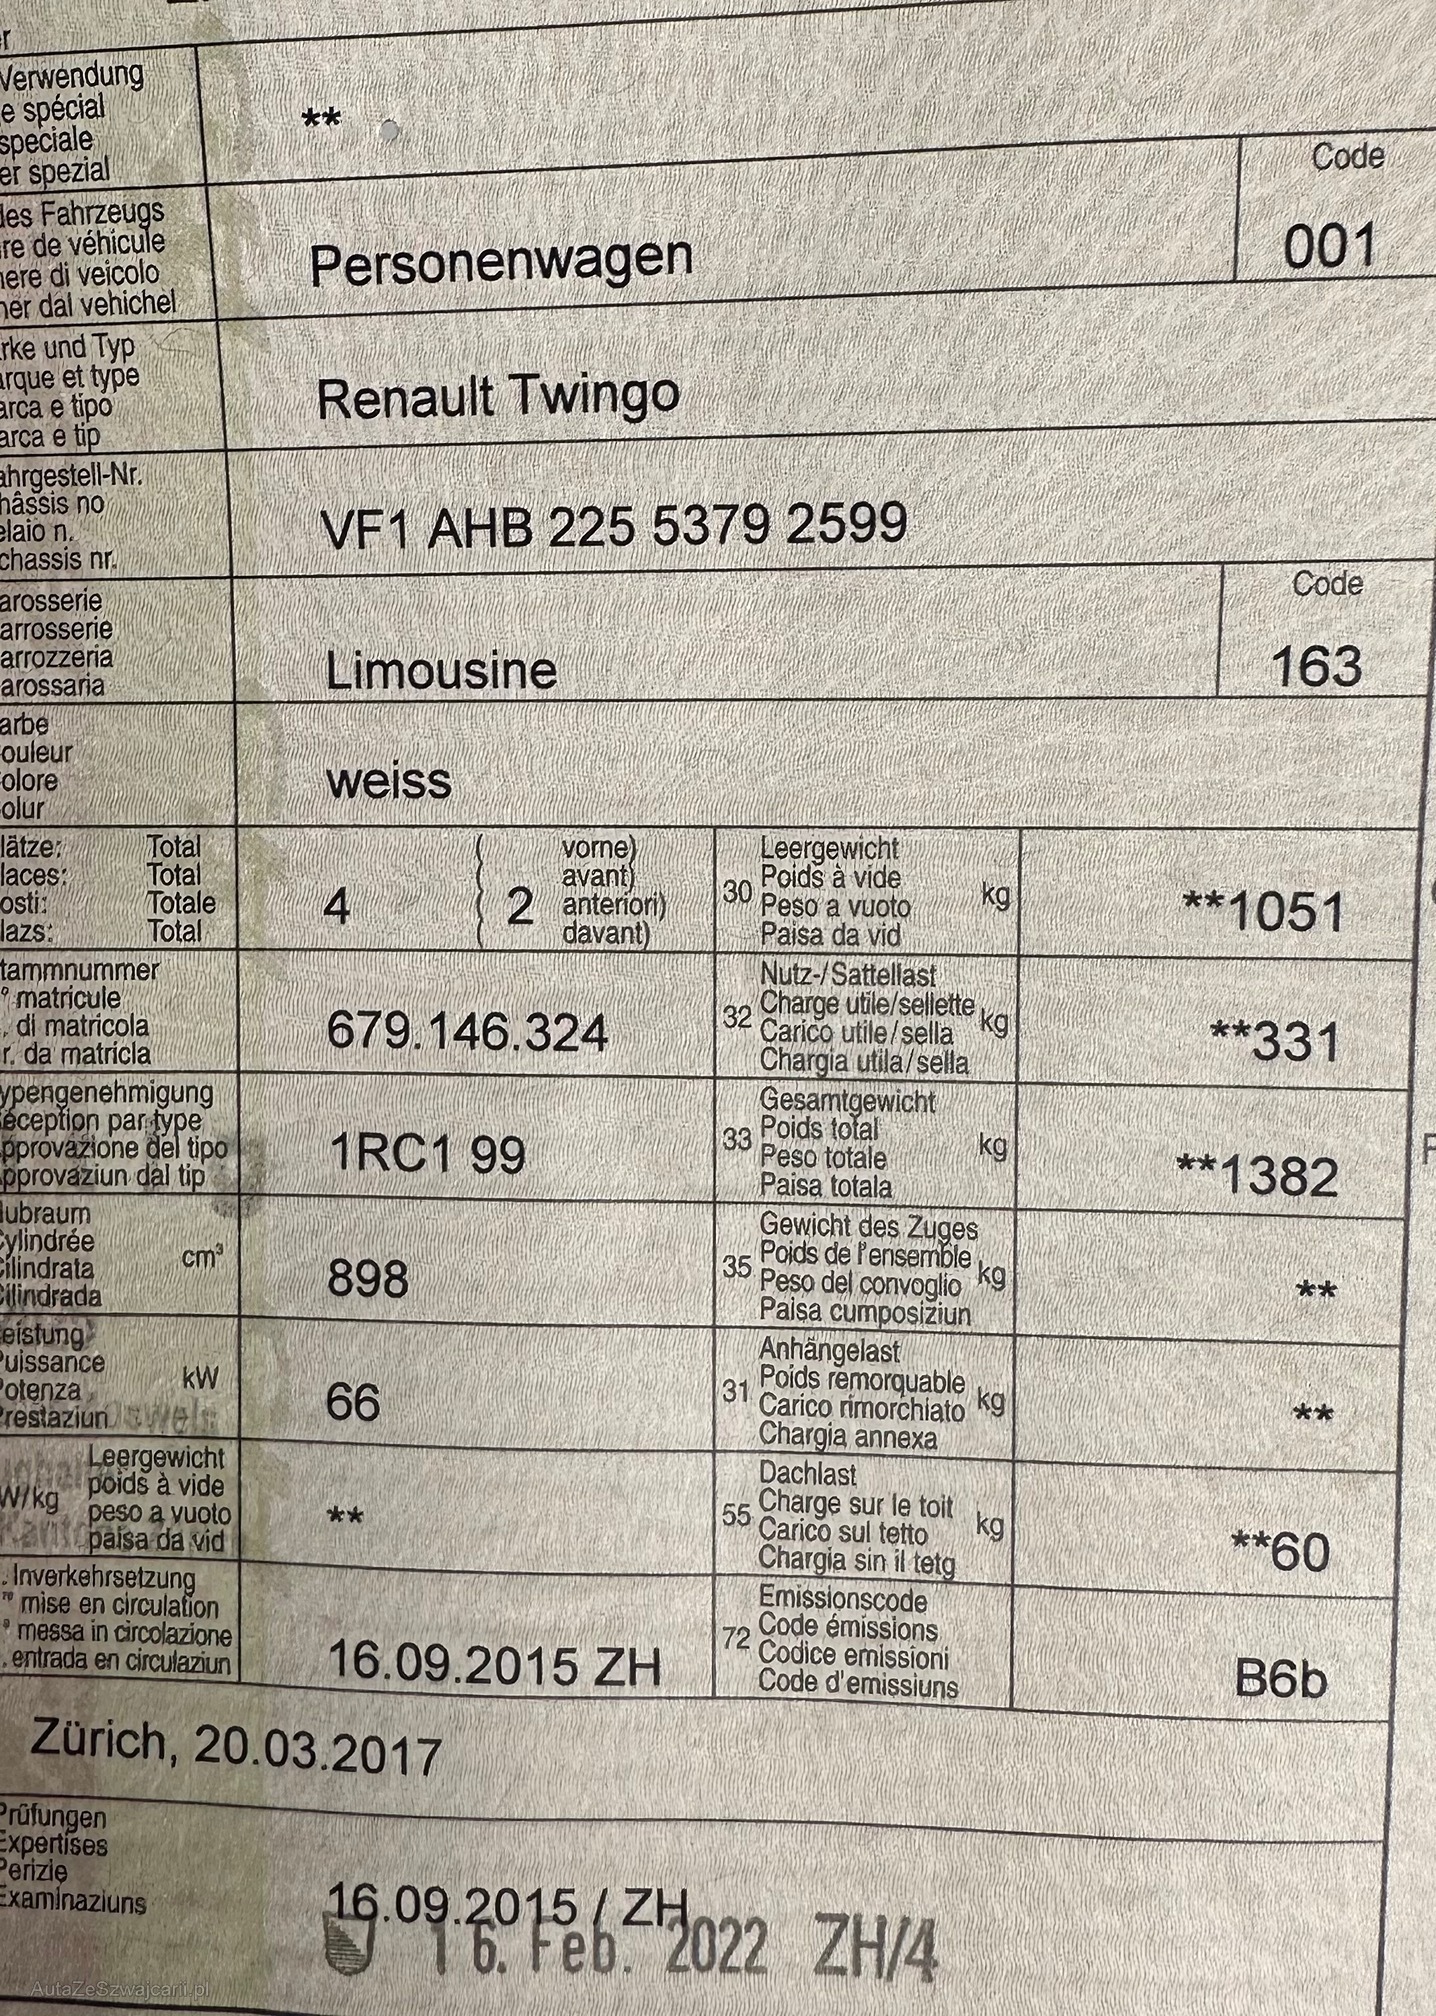 er
Verwendung
e spécial
speciale
er spezial
**
des Fahrzeugs
re de véhicule
nere di veicolo
ner dal vehichel
Personenwagen
Code
001
rke und Typ
arque et type
arca e tipo
arca e tip
Renault Twingo
ahrgestell-Nr.
hâssis no
elaio n.
chassis nr.
VF1 AHB 225 5379 2599
arosserie
arrosserie
arrozzeria
arossaria
Limousine
Code
163
arbe
ouleur
olore
olur
weiss
lätze: Total
laces: Total
osti: Totale
lazs: Total
4 ( 2
vorne)
avant)
anteriori)
davant)
30 Leergewicht
Poids à vide
Peso a vuoto
Paisa da vid
kg
**1051
tammnummer
° matricule
. di matricola
r. da matricla
679.146.324
32 Nutz-/Sattellast
Charge utile/sellette
Carico utile/sella
Chargia utila/sella
kg
**331
ypengenehmigung
éception par type
pprovazione del tipo
pprovaziun dal tip
1RC1 99
33 Gesamtgewicht
Poids total
Peso totale
Paisa totala
kg
**1382
Hubraum
Cylindrée
Cilindrata
Cilindrada
cm³
898
35 Gewicht des Zuges
Poids de l'ensemble
Peso del convoglio
Paisa cumposiziun
kg
**
eistung
Puissance
Potenza
Prestaziun
kW
66
31 Anhängelast
Poids remorquable
Carico rimorchiato
Chargia annexa
kg
**
W/kg
Leergewicht
poids à vide
peso a vuoto
paisa da vid
**
55 Dachlast
Charge sur le toit
Carico sul tetto
Chargia sin il tetg
kg
**60
. Inverkehrsetzung
re mise en circulation
a messa in circolazione
. entrada en circulaziun
16.09.2015 ZH
72 Emissionscode
Code émissions
Codice emissioni
Code d'emissiuns
B6b
Zürich, 20.03.2017
Prüfungen
Expertises
Perizie
Examinaziuns
16.09.2015 / ZH
16. Feb. 2022 ZH/4
AutaZeSzwajcarii.pl